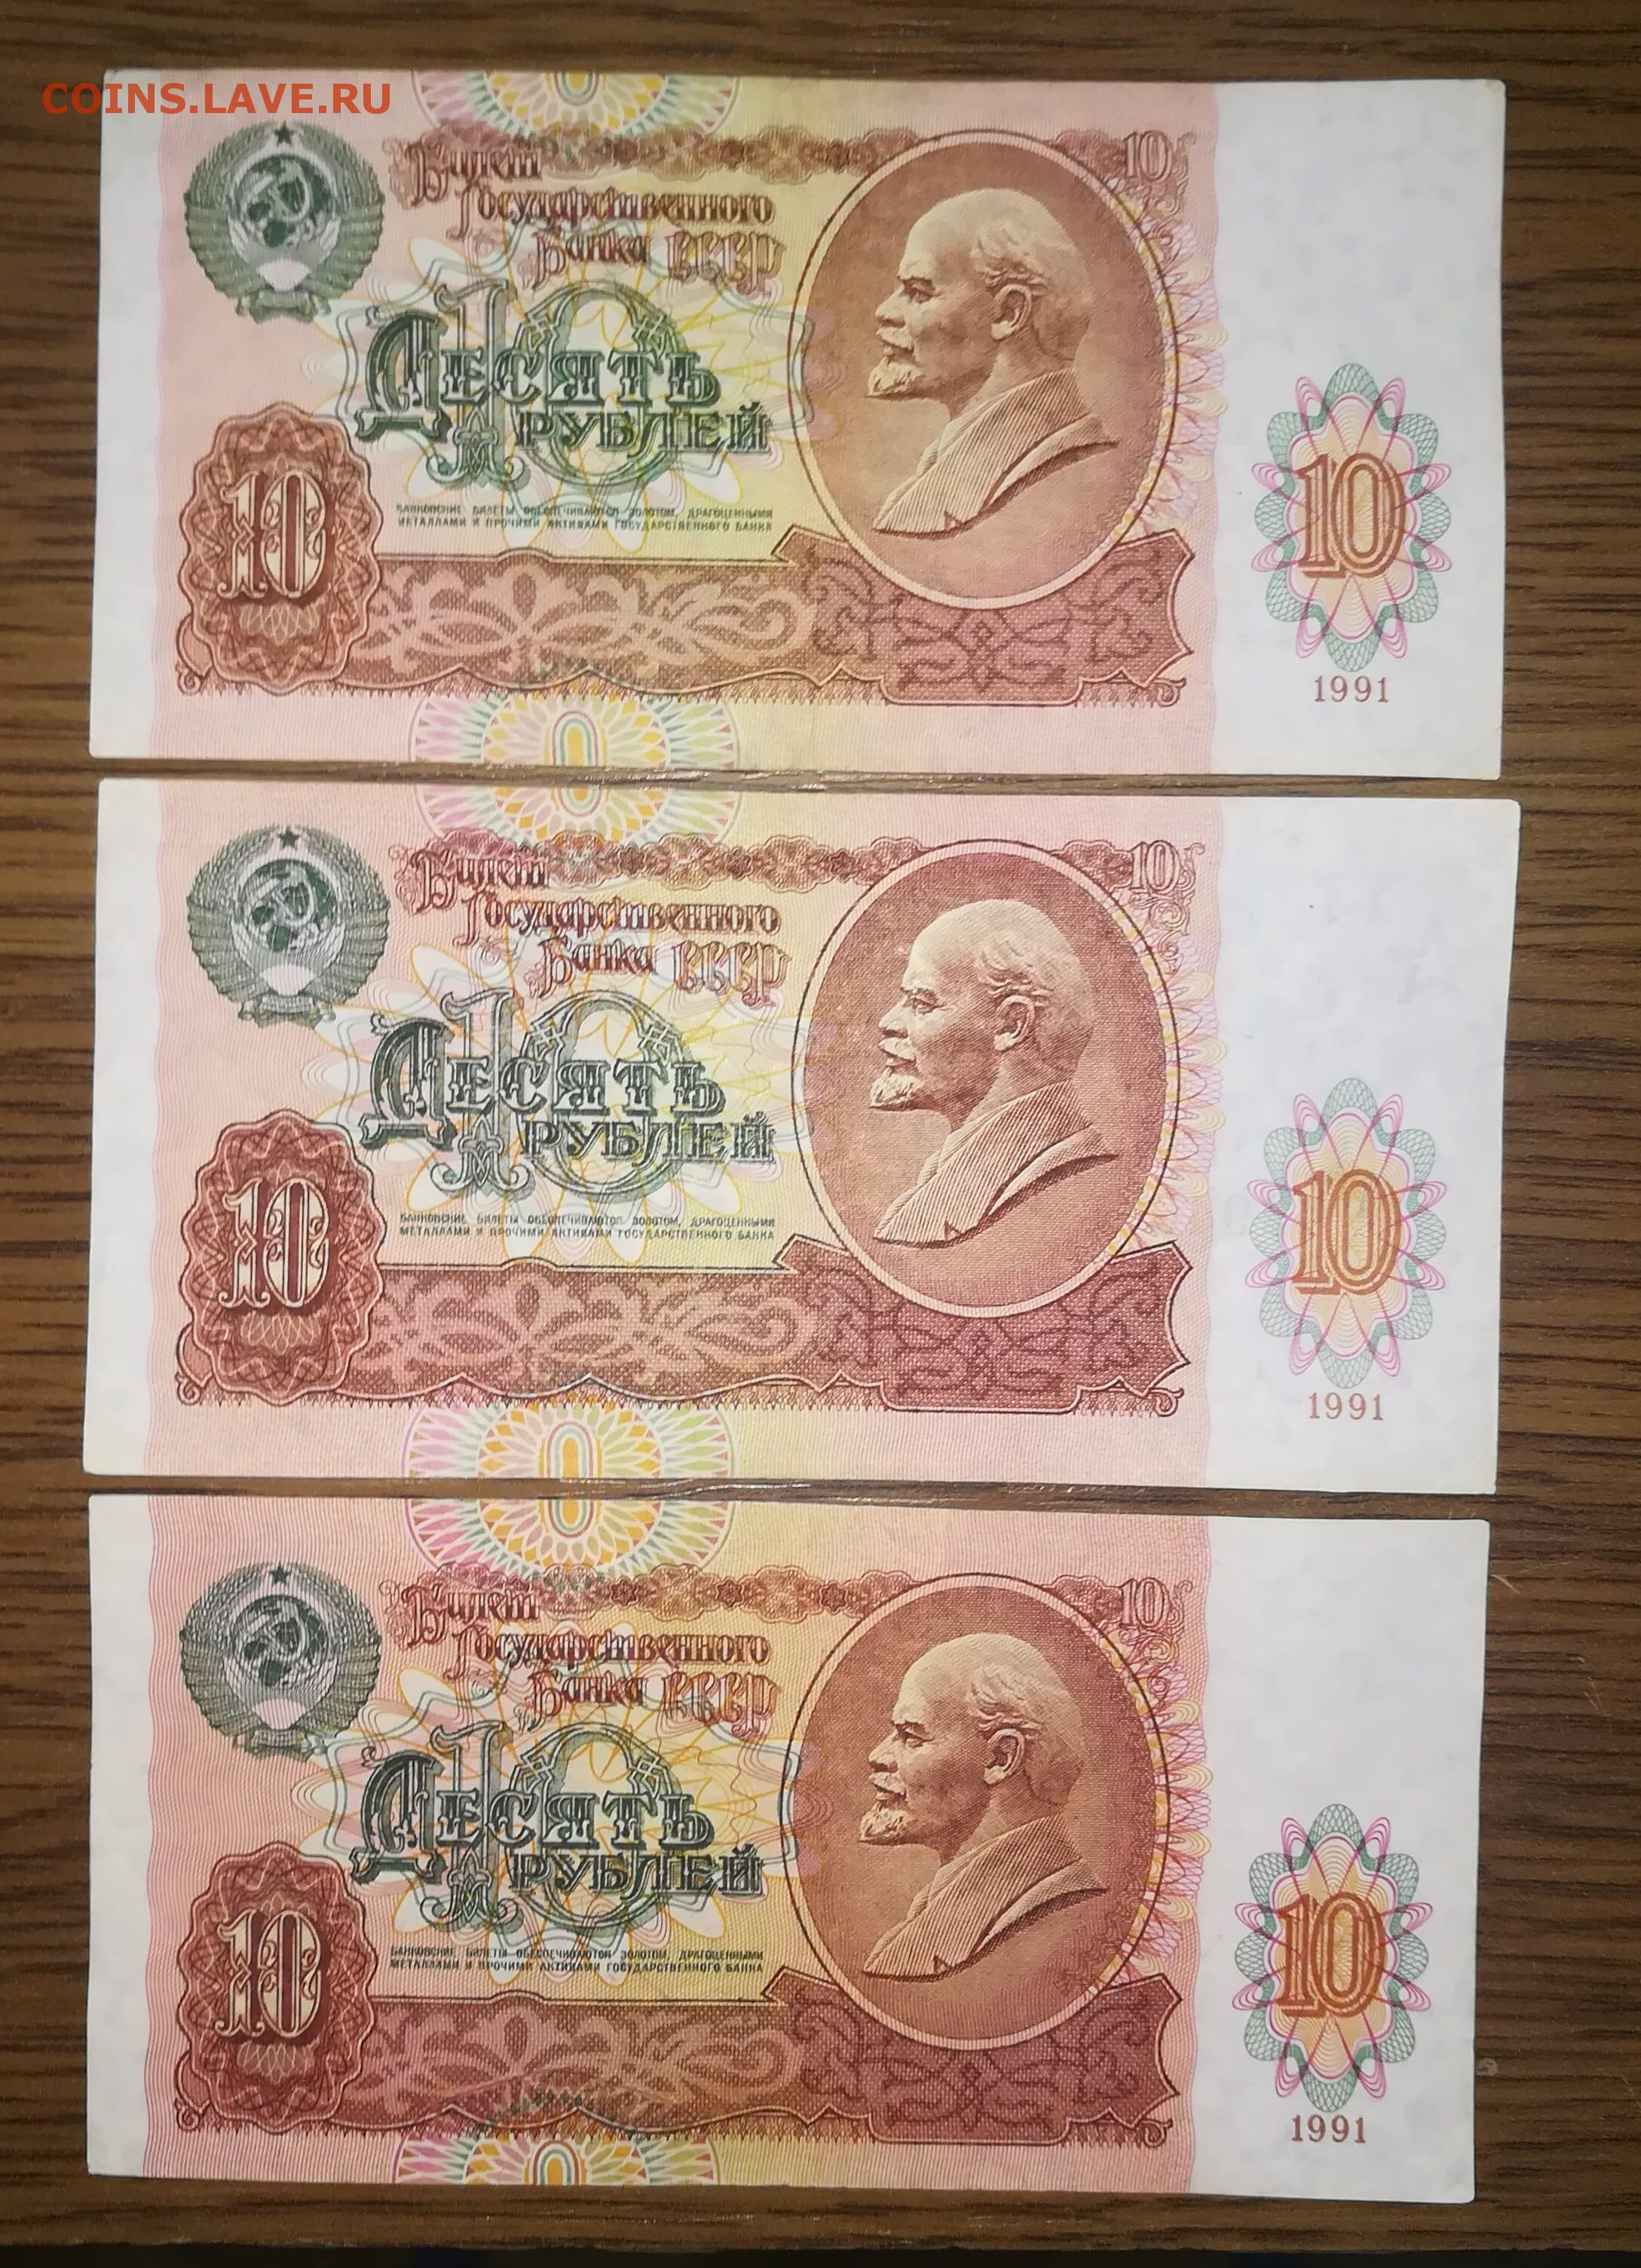 COINS.LAVE.RU
Билет
10
Государственного
Банка СССР
10
Десять
рублей
10
БАНКОВСКИЕ БИЛЕТЫ ОБЕСПЕЧИВАЮТСЯ ЗОЛОТОМ, ДРАГОЦЕННЫМИ
МЕТАЛЛАМИ И ПРОЧИМИ АКТИВАМИ ГОСУДАРСТВЕННОГО БАНКА
10
1991
Билет
10
Государственного
Банка СССР
10
Десять
рублей
10
БАНКОВСКИЕ БИЛЕТЫ ОБЕСПЕЧИВАЮТСЯ ЗОЛОТОМ, ДРАГОЦЕННЫМИ
МЕТАЛЛАМИ И ПРОЧИМИ АКТИВАМИ ГОСУДАРСТВЕННОГО БАНКА
10
1991
Билет
10
Государственного
Банка СССР
10
Десять
рублей
10
БАНКОВСКИЕ БИЛЕТЫ ОБЕСПЕЧИВАЮТСЯ ЗОЛОТОМ, ДРАГОЦЕННЫМИ
МЕТАЛЛАМИ И ПРОЧИМИ АКТИВАМИ ГОСУДАРСТВЕННОГО БАНКА
10
1991